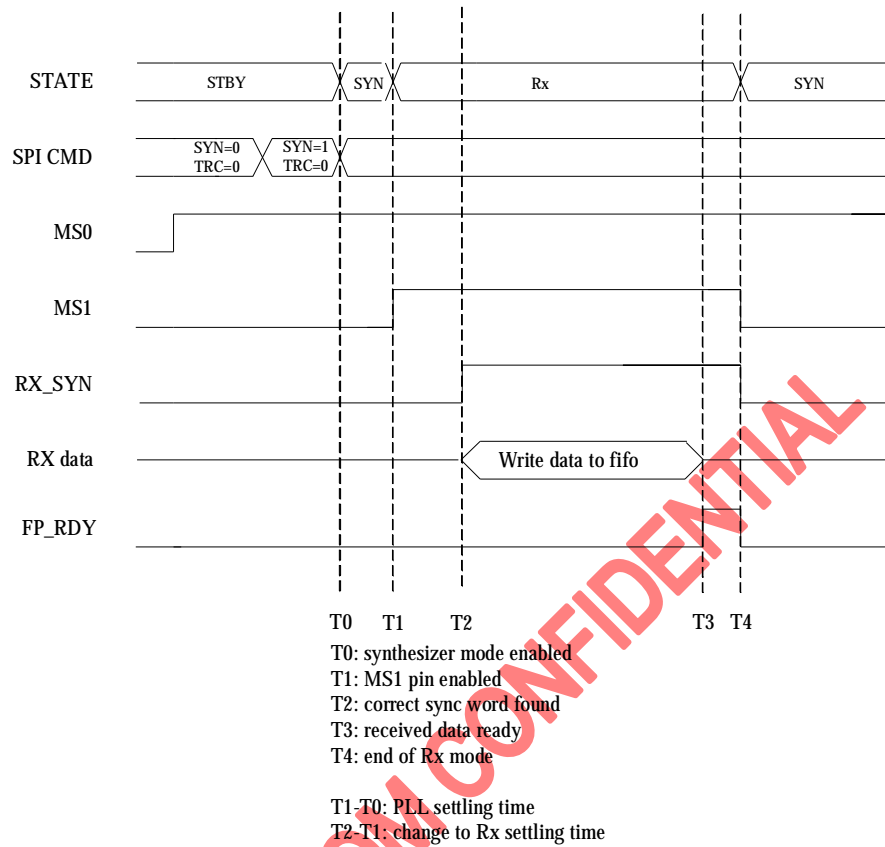 STATE STBY SYN Rx SYN
SPI CMD SYN=0 SYN=1
TRC=0 TRC=0
MS0
MS1
RX_SYN
RX data Write data to fifo
FP_RDY
T0 T1 T2 T3 T4
T0: synthesizer mode enabled
T1: MS1 pin enabled
T2: correct sync word found
T3: received data ready
T4: end of Rx mode
T1-T0: PLL settling time
T2-T1: change to Rx settling time
OM CONFIDENTIAL